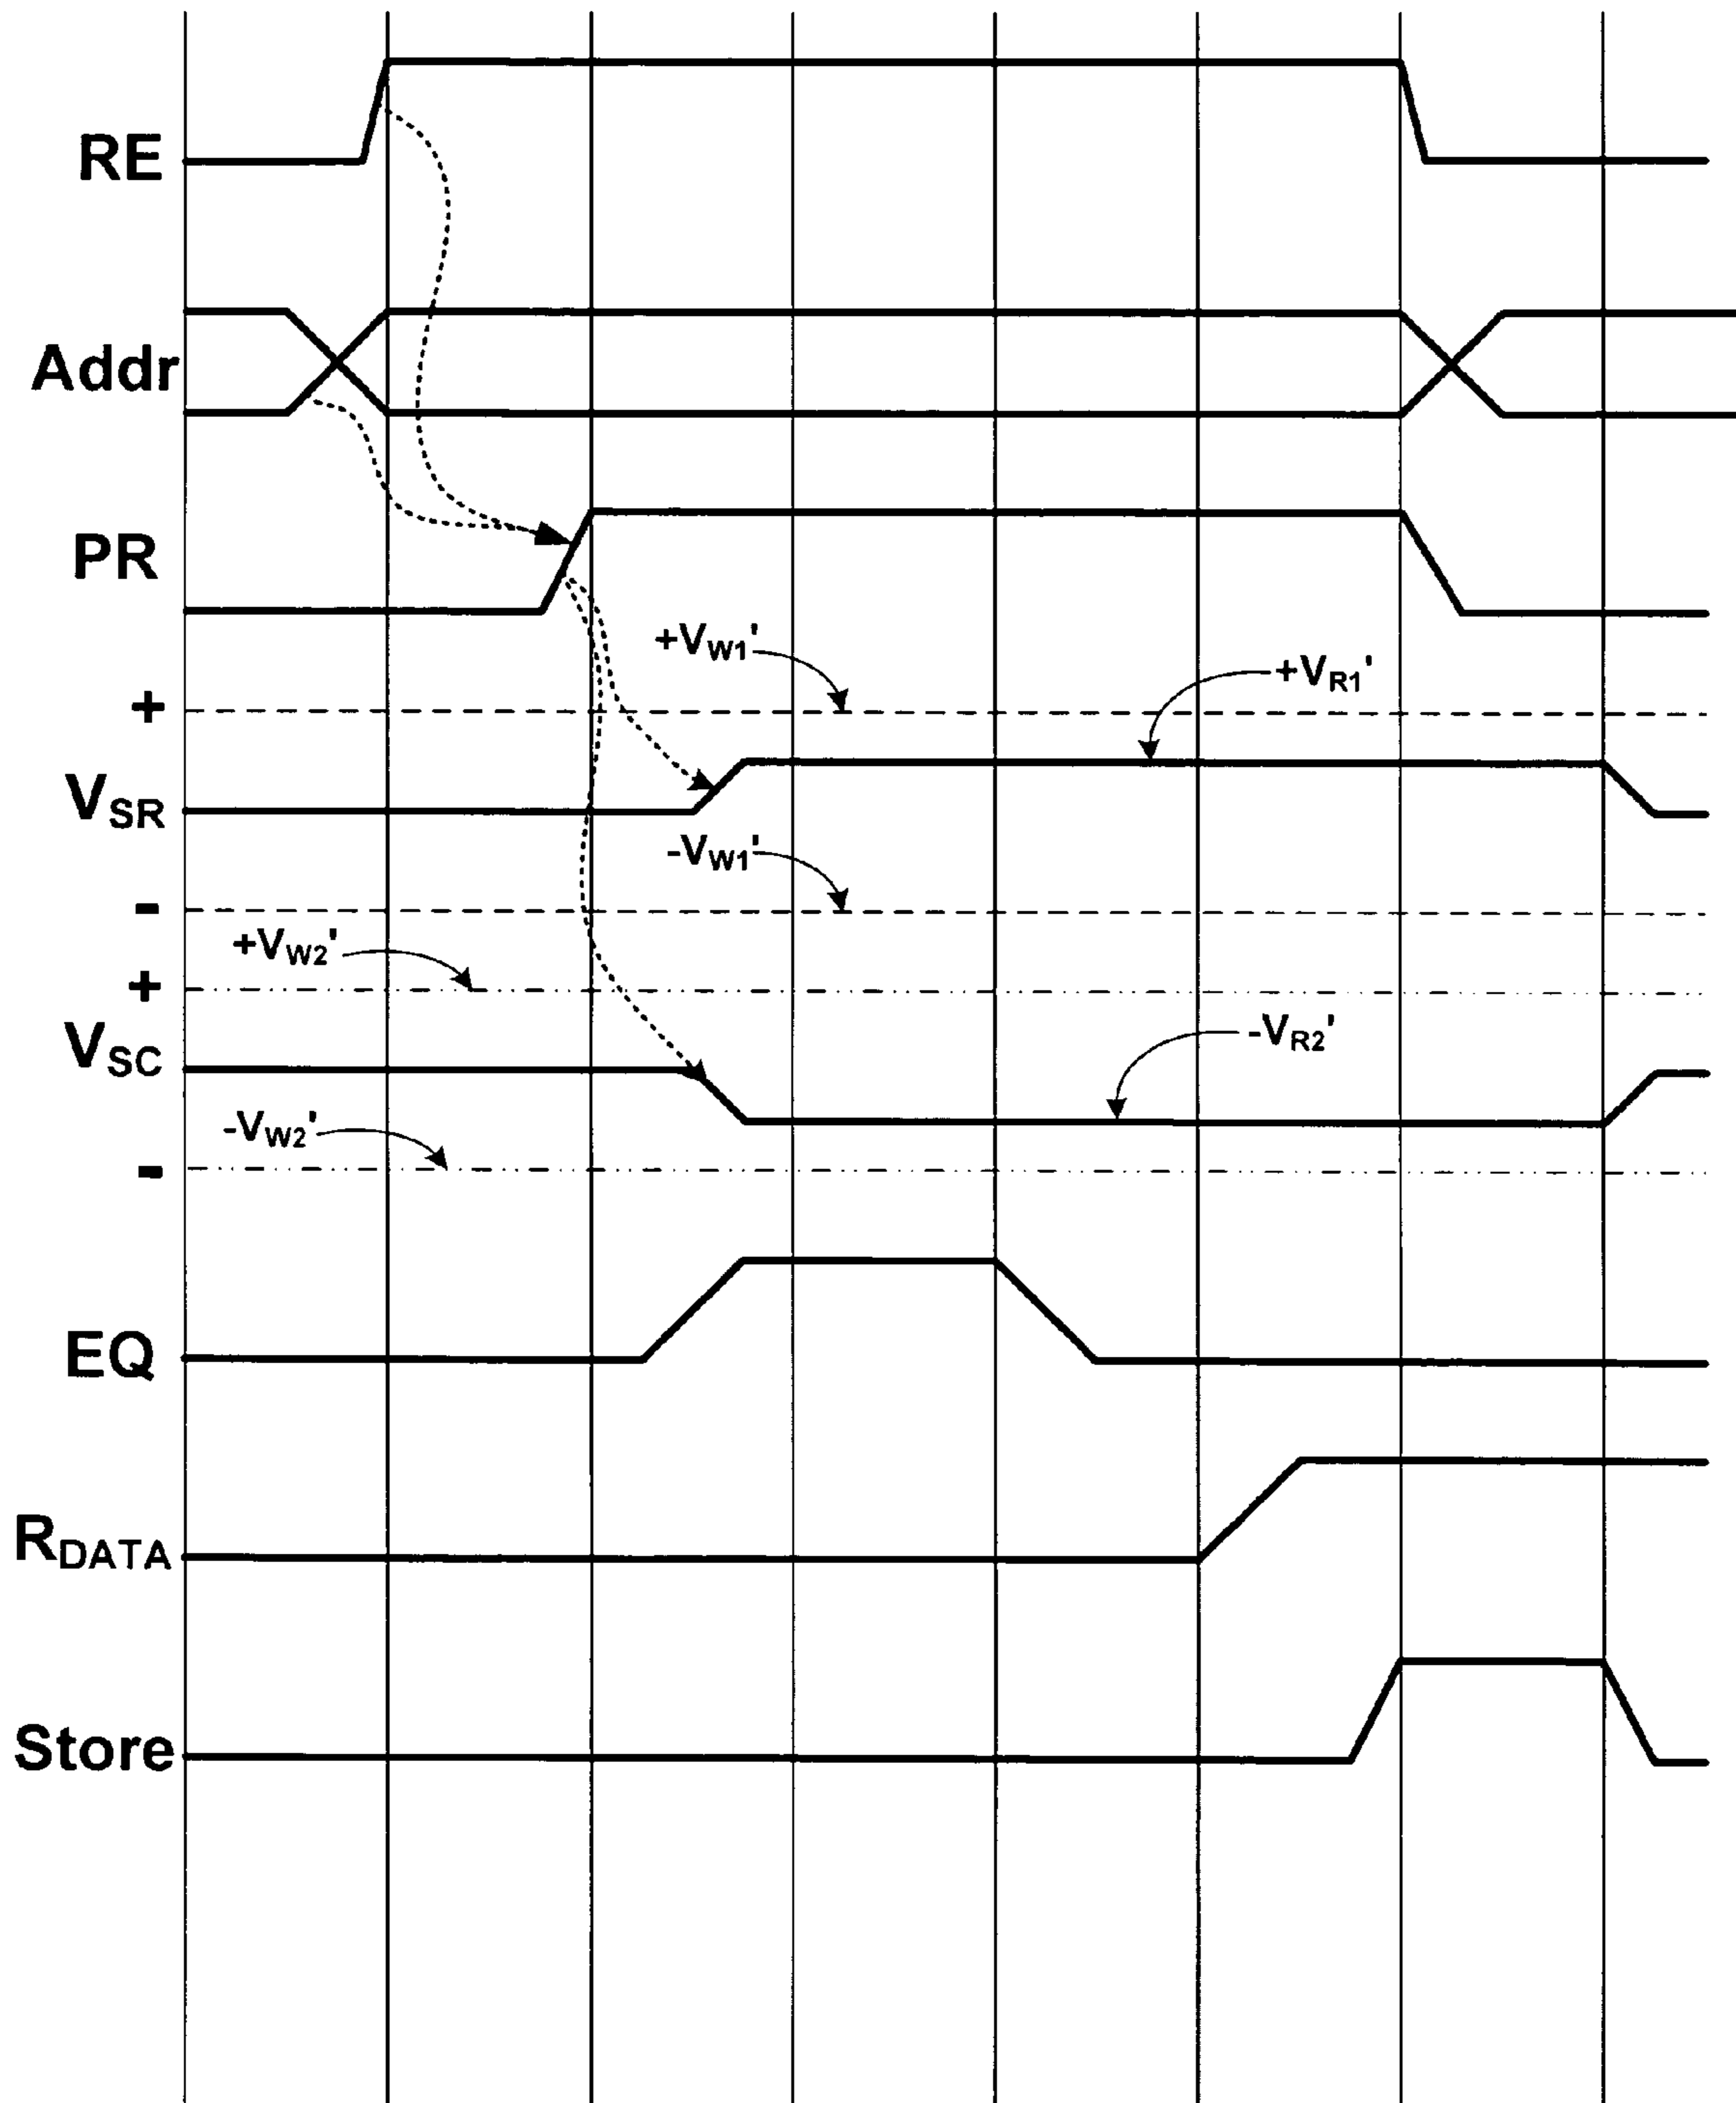 RE
Addr
PR
+V_W1'
+V_R1'
+
V_SR
-V_W1'
-
+V_W2'
+
V_SC
-V_R2'
-V_W2'
-
EQ
R_DATA
Store